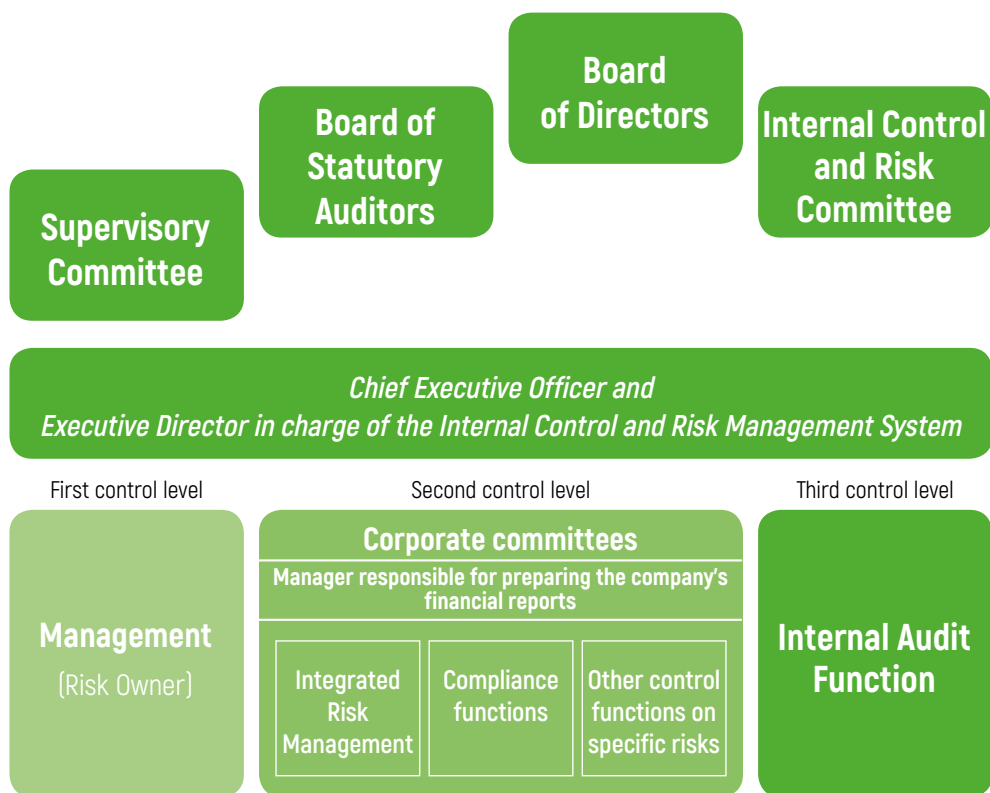 Board
of Directors
Board of
Statutory
Auditors
Internal Control
and Risk
Committee
Supervisory
Committee
Chief Executive Officer and
Executive Director in charge of the Internal Control and Risk Management System
First control level
Second control level
Third control level
Management
(Risk Owner)
Corporate committees
Manager responsible for preparing the company's
financial reports
Integrated
Risk
Management
Compliance
functions
Other control
functions on
specific risks
Internal Audit
Function